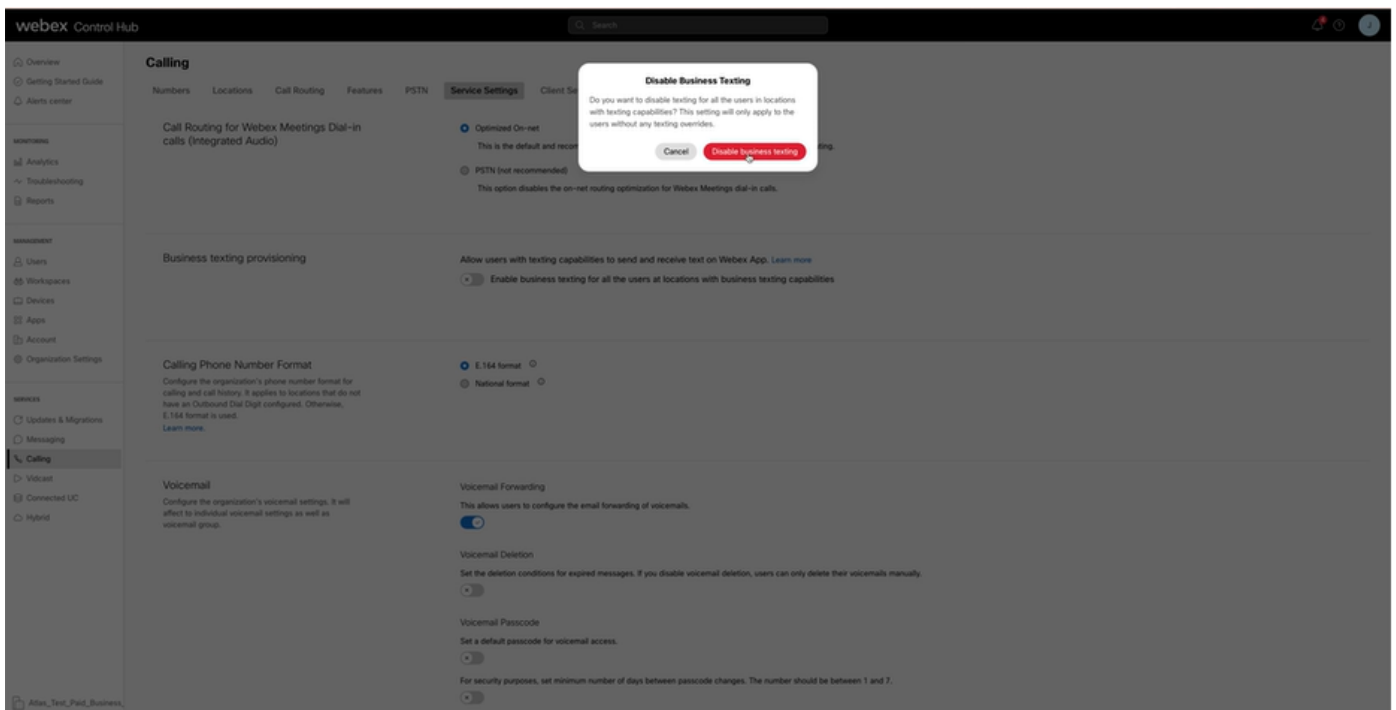 webex Control Hub
Search
J
Overview
Getting Started Guide
Alerts center
MONITORING
Analytics
Troubleshooting
Reports
MANAGEMENT
Users
Workspaces
Devices
Apps
Account
Organization Settings
SERVICES
Updates & Migrations
Messaging
Calling
Vidcast
Connected UC
Hybrid
Atlas_Test_Paid_Business_
Calling
Numbers Locations Call Routing Features PSTN Service Settings Client Se
Call Routing for Webex Meetings Dial-in
calls (Integrated Audio)
Optimized On-net
This is the default and recom
ting.
PSTN (not recommended)
This option disables the on-net routing optimization for Webex Meetings dial-in calls.
Disable Business Texting
Do you want to disable texting for all the users in locations
with texting capabilities? This setting will only apply to the
users without any texting overrides.
Cancel Disable business texting
Business texting provisioning
Allow users with texting capabilities to send and receive text on Webex App. Learn more
Enable business texting for all the users at locations with business texting capabilities
Calling Phone Number Format
Configure the organization's phone number format for
calling and call history. It applies to locations that do not
have an Outbound Dial Digit configured. Otherwise,
E.164 format is used.
Learn more.
E.164 format
National format
Voicemail
Configure the organization's voicemail settings. It will
affect to individual voicemail settings as well as
voicemail group.
Voicemail Forwarding
This allows users to configure the email forwarding of voicemails.
Voicemail Deletion
Set the deletion conditions for expired messages. If you disable voicemail deletion, users can only delete their voicemails manually.
Voicemail Passcode
Set a default passcode for voicemail access.
For security purposes, set minimum number of days between passcode changes. The number should be between 1 and 7.